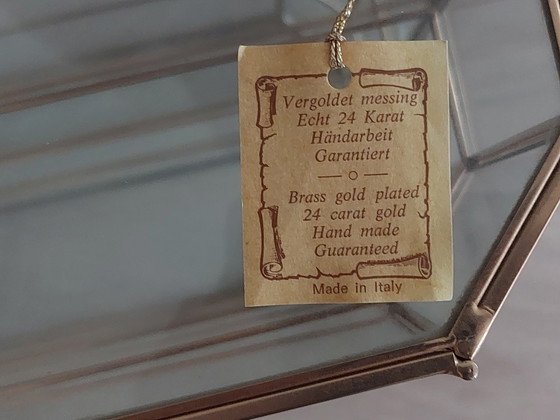 Vergoldet messing
Echt 24 Karat
Händarbeit
Garantiert
Brass gold plated
24 carat gold
Hand made
Guaranteed
Made in Italy